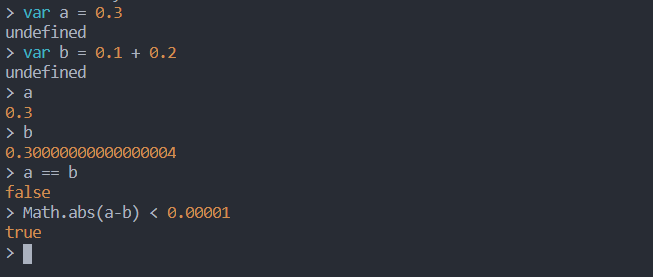 > var a = 0.3
undefined
> var b = 0.1 + 0.2
undefined
> a
0.3
> b
0.30000000000000004
> a == b
false
> Math.abs(a-b) < 0.00001
true
>